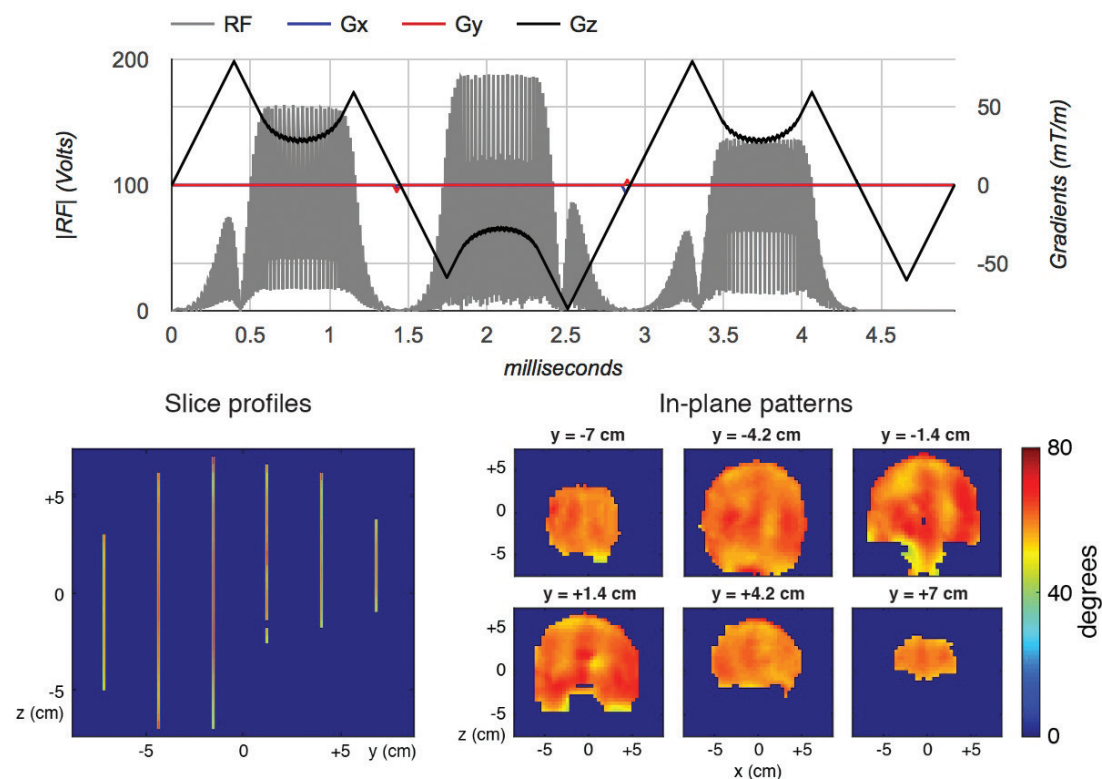 RF Gx Gy Gz
200
100
0
|RF| (Volts)
50
0
-50
Gradients (mT/m)
0 0.5 1 1.5 2 2.5 3 3.5 4 4.5
milliseconds
Slice profiles
+5
0
-5
z (cm)
-5 0 +5
y (cm)
In-plane patterns
y = -7 cm y = -4.2 cm y = -1.4 cm
+5
0
-5
y = +1.4 cm y = +4.2 cm y = +7 cm
+5
0
-5
z (cm)
-5 0 +5 -5 0 +5 -5 0 +5
x (cm)
80
40
0
degrees